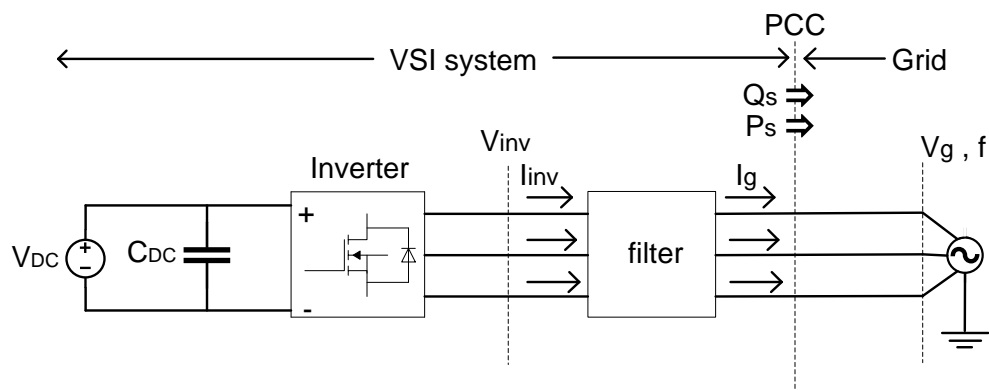 PCC
VSI system
Grid
Qs
Ps
Vinv
Vg , f
Inverter
Iinv
Ig
+
VDC
+
-
CDC
filter
-